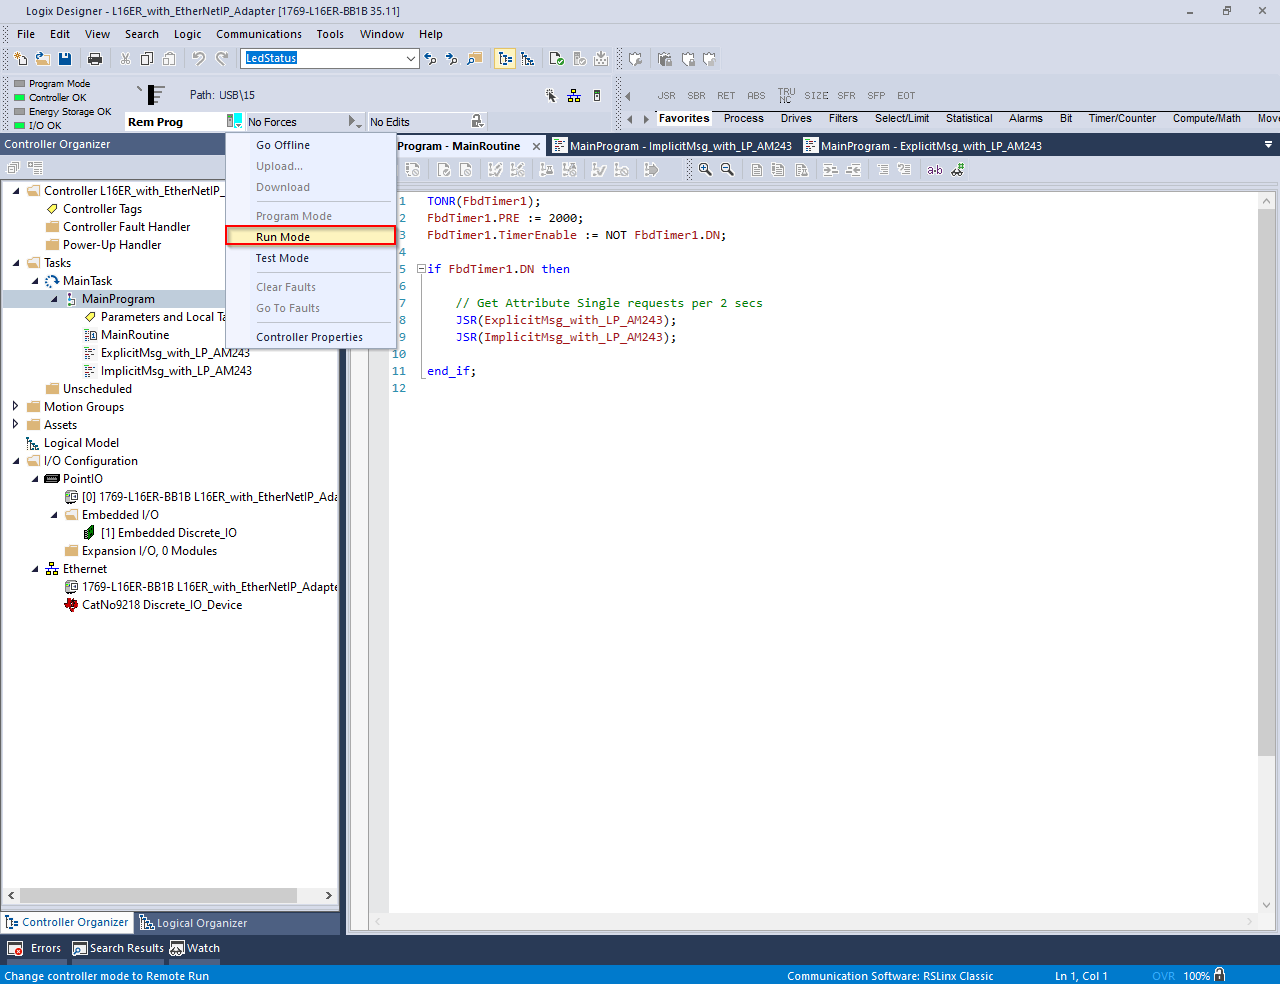 Logix Designer - L16ER_with_EtherNetIP_Adapter [1769-L16ER-BB1B 35.11]
File Edit View Search Logic Communications Tools Window Help
LedStatus
Program Mode
Controller OK
Energy Storage OK
I/O OK
Path: USB\15
Rem Prog No Forces No Edits
JSR SBR RET ABS TRUNC SIZE SFR SFP EOT
Favorites Process Drives Filters Select/Limit Statistical Alarms Bit Timer/Counter Compute/Math Move
Controller Organizer
Program - MainRoutine MainProgram - ImplicitMsg_with_LP_AM243 MainProgram - ExplicitMsg_with_LP_AM243
a·b
Go Offline
Upload...
Download
Program Mode
Run Mode
Test Mode
Clear Faults
Go To Faults
Controller Properties
Controller L16ER_with_EtherNetIP_
Controller Tags
Controller Fault Handler
Power-Up Handler
Tasks
MainTask
MainProgram
Parameters and Local Ta
MainRoutine
ExplicitMsg_with_LP_AM243
ImplicitMsg_with_LP_AM243
Unscheduled
Motion Groups
Assets
Logical Model
I/O Configuration
PointIO
[0] 1769-L16ER-BB1B L16ER_with_EtherNetIP_Ada
Embedded I/O
[1] Embedded Discrete_IO
Expansion I/O, 0 Modules
Ethernet
1769-L16ER-BB1B L16ER_with_EtherNetIP_Adapte
CatNo9218 Discrete_IO_Device
1 TONR(FbdTimer1);
2 FbdTimer1.PRE := 2000;
3 FbdTimer1.TimerEnable := NOT FbdTimer1.DN;
4
5 if FbdTimer1.DN then
6
7 // Get Attribute Single requests per 2 secs
8 JSR(ExplicitMsg_with_LP_AM243);
9 JSR(ImplicitMsg_with_LP_AM243);
10
11 end_if;
12
Controller Organizer Logical Organizer
Errors Search Results Watch
Change controller mode to Remote Run Communication Software: RSLinx Classic Ln 1, Col 1 OVR 100%